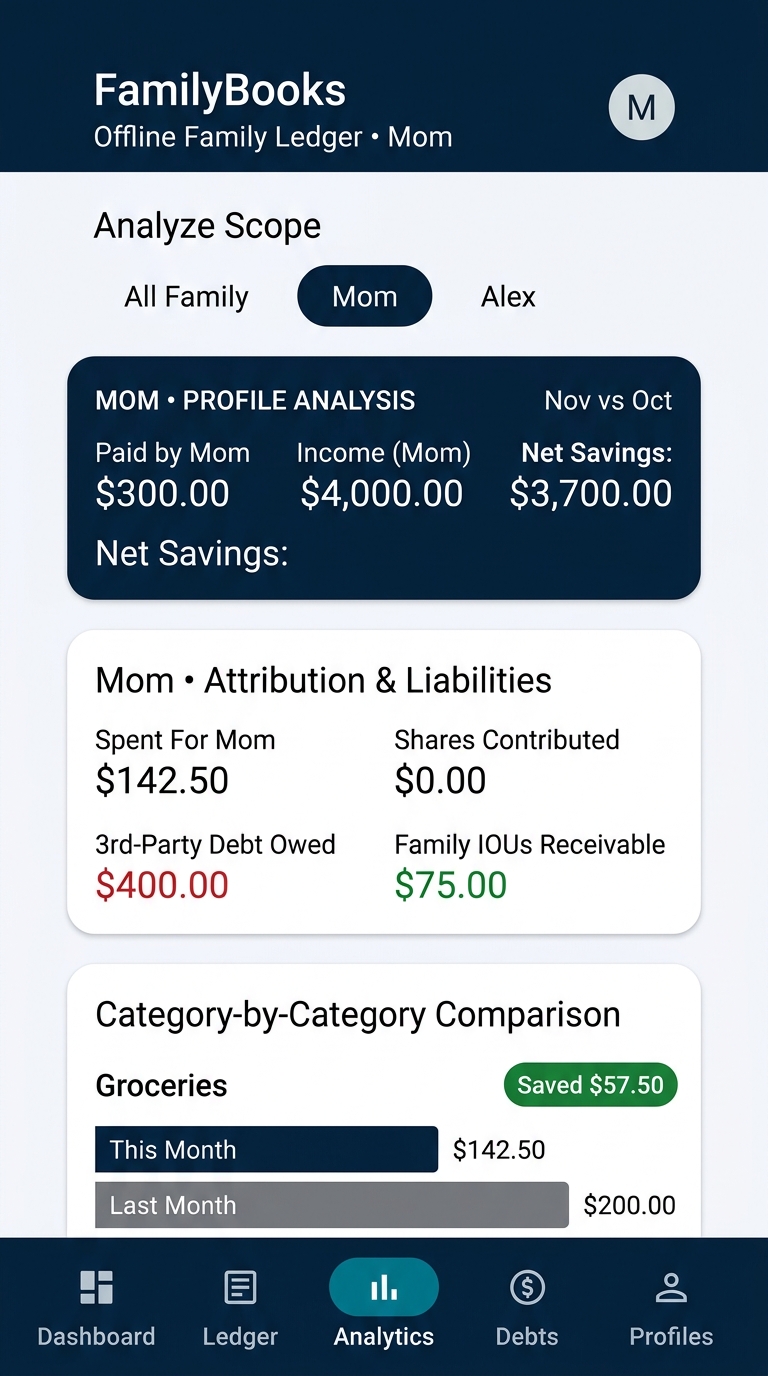 FamilyBooks
Offline Family Ledger • Mom
M
Analyze Scope
All Family Mom Alex
MOM • PROFILE ANALYSIS Nov vs Oct
Paid by Mom Income (Mom) Net Savings:
$300.00 $4,000.00 $3,700.00
Net Savings:
Mom • Attribution & Liabilities
Spent For Mom Shares Contributed
$142.50 $0.00
3rd-Party Debt Owed Family IOUs Receivable
$400.00 $75.00
Category-by-Category Comparison
Groceries Saved $57.50
This Month $142.50
Last Month $200.00
Dashboard Ledger Analytics Debts Profiles